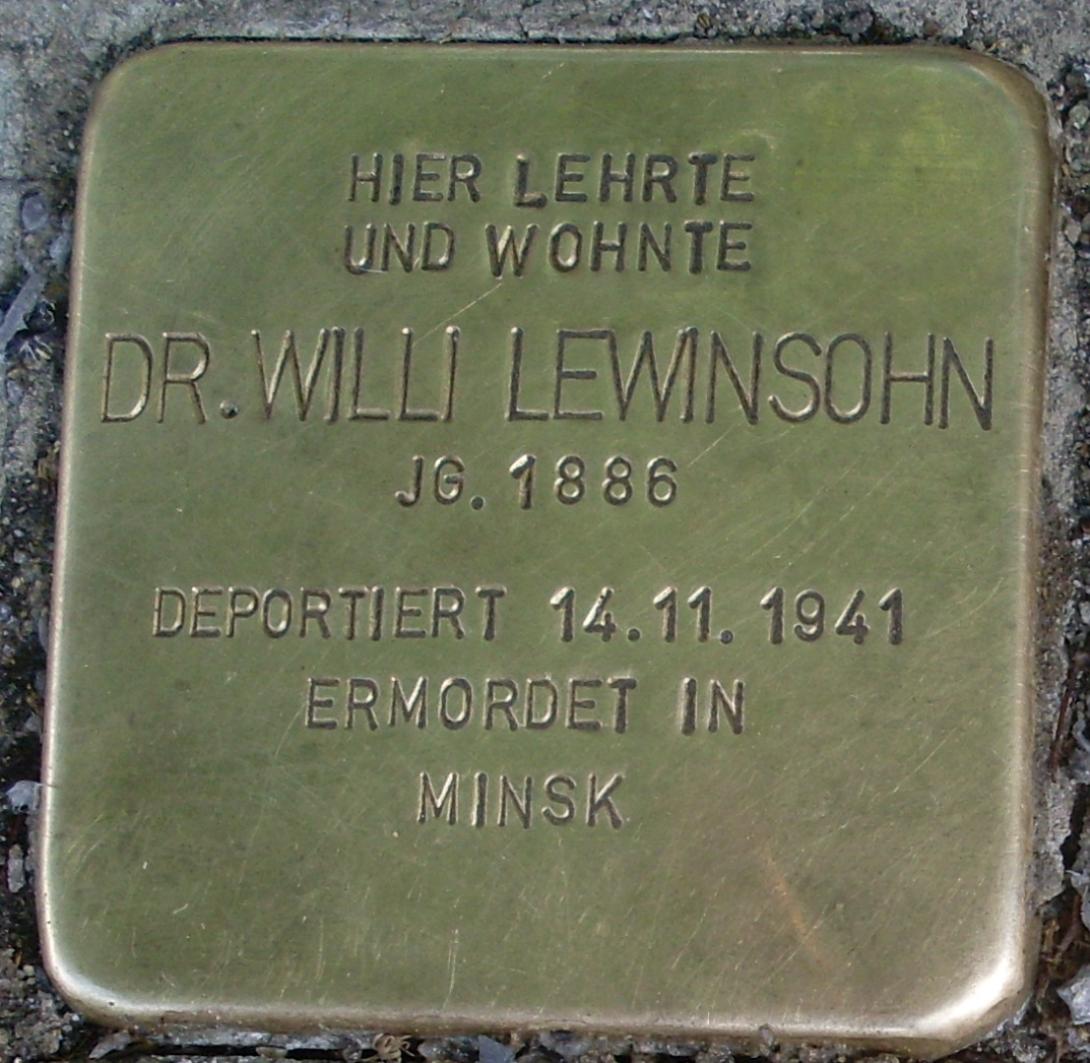 HIER LEHRTE
UND WOHNTE
DR. WILLI LEWINSOHN
JG. 1886
DEPORTIERT 14.11.1941
ERMORDET IN
MINSK